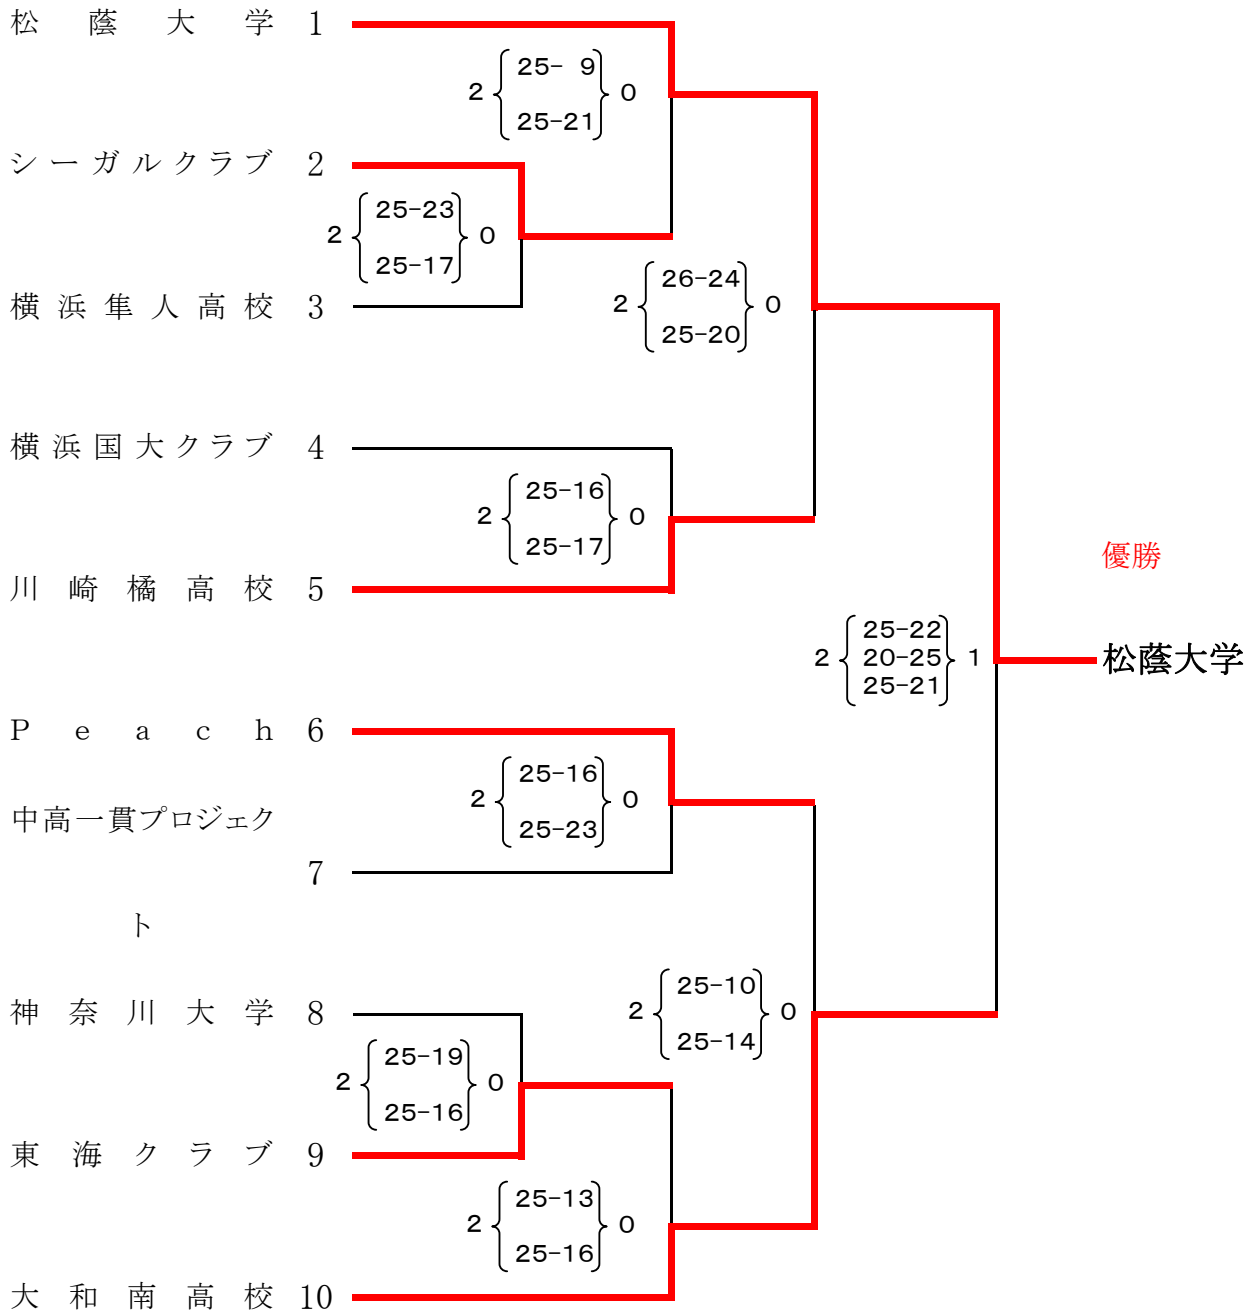 松蔭大学 1
25- 9
2 0
25-21
シーガルクラブ 2
25-23
2 0
25-17
26-24
2 0
25-20
横浜隼人高校 3
横浜国大クラブ 4
25-16
2 0
25-17
優勝
川崎橘高校 5
25-22
2 20-25 1
25-21
松蔭大学
Peach 6
25-16
2 0
25-23
中高一貫プロジェク
7
ト
25-10
2 0
25-14
神奈川大学 8
25-19
2 0
25-16
東海クラブ 9
25-13
2 0
25-16
大和南高校 10